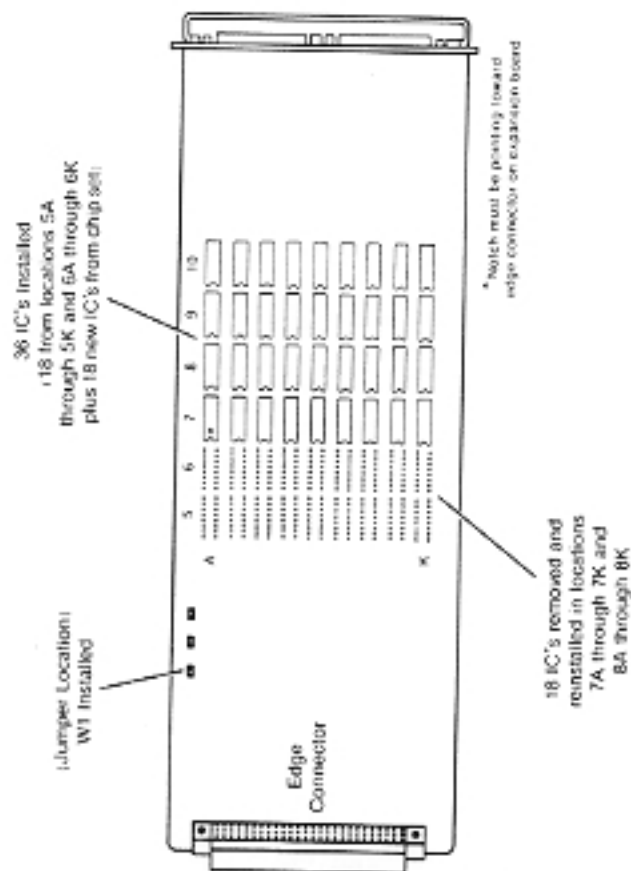 36 IC's Installed
(18 from locations 5A
through 5K and 6A through 6K
plus 18 new IC's from chip set)
(Jumper Location)
W1 Installed
5 6 7 8 9 10
A
K
Edge
Connector
* Notch must be pointing toward
edge connector on expansion board
18 IC's removed and
reinstalled in locations
7A through 7K and
8A through 8K